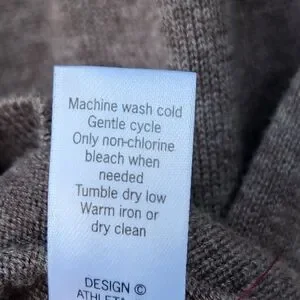 Machine wash cold
Gentle cycle
Only non-chlorine
bleach when
needed
Tumble dry low
Warm iron or
dry clean
DESIGN ©